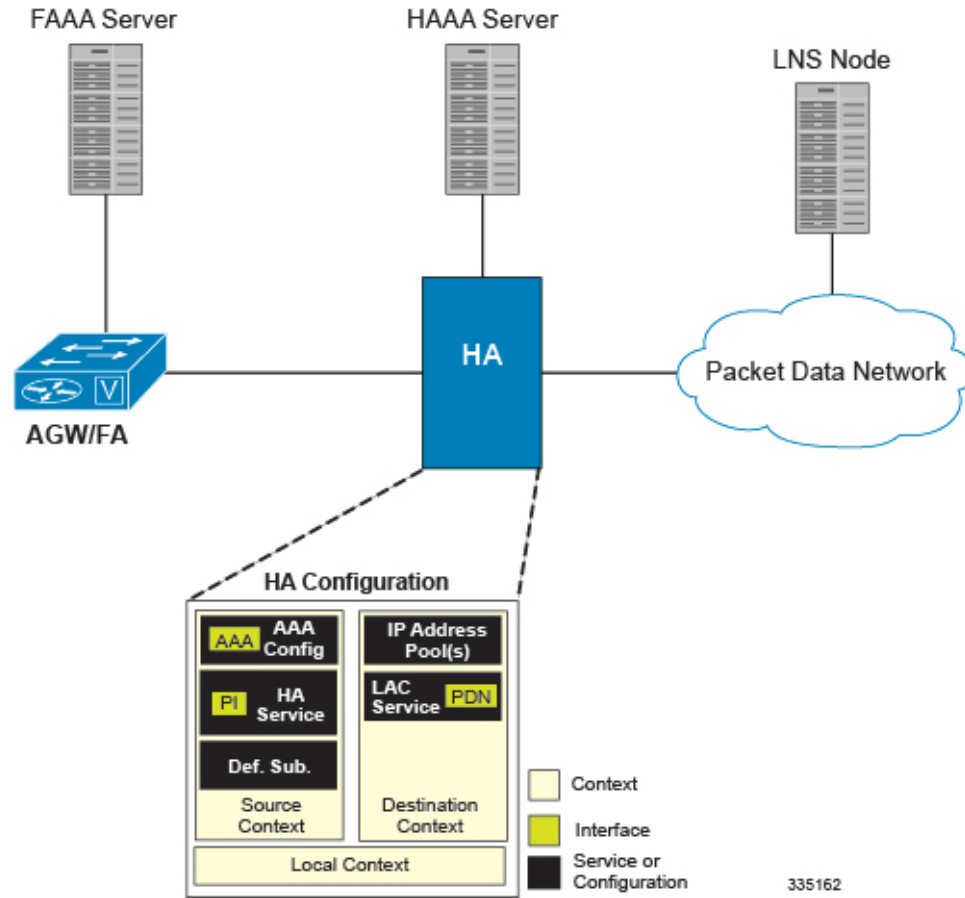 FAAA Server
HAAA Server
LNS Node
HA
Packet Data Network
V
AGW/FA
HA Configuration
AAA
AAA
Config
PI
HA
Service
Def. Sub.
Source
Context
IP Address
Pool(s)
LAC
Service
PDN
Destination
Context
Local Context
Context
Interface
Service or
Configuration
335162